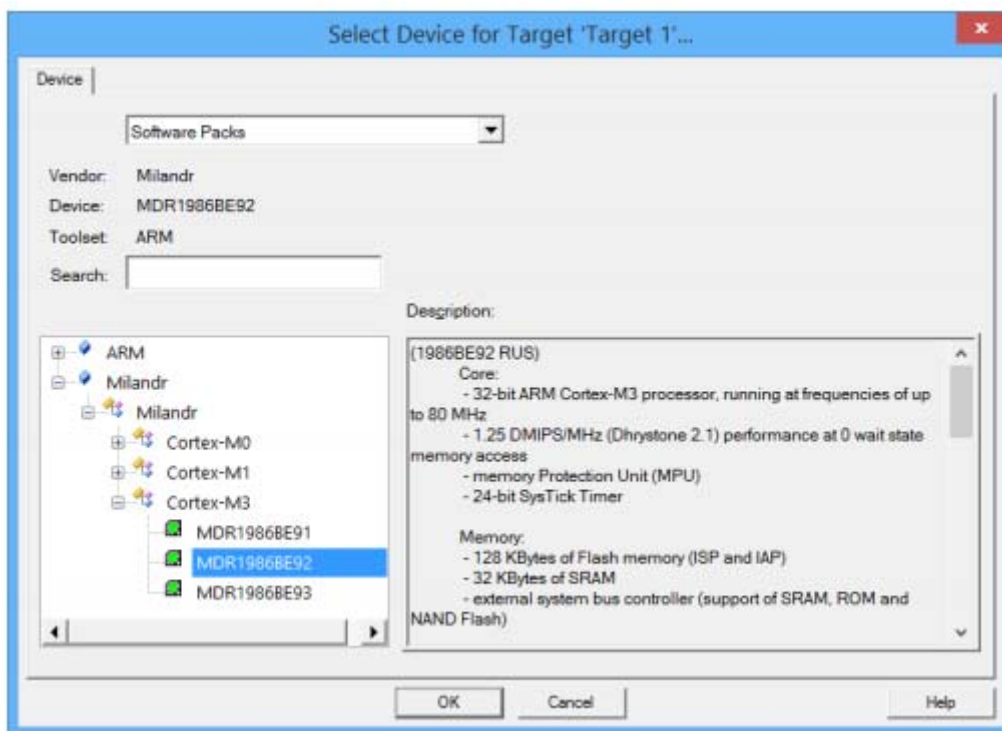 Select Device for Target 'Target 1'...
Device
Software Packs
Vendor: Milandr
Device: MDR1986BE92
Toolset: ARM
Search:
Description:
ARM
Milandr
Milandr
Cortex-M0
Cortex-M1
Cortex-M3
MDR1986BE91
MDR1986BE92
MDR1986BE93
(1986BE92 RUS)
Core:
- 32-bit ARM Cortex-M3 processor, running at frequencies of up
to 80 MHz
- 1.25 DMIPS/MHz (Dhrystone 2.1) performance at 0 wait state
memory access
- memory Protection Unit (MPU)
- 24-bit SysTick Timer
Memory:
- 128 KBytes of Flash memory (ISP and IAP)
- 32 KBytes of SRAM
- external system bus controller (support of SRAM, ROM and
NAND Flash)
OK Cancel Help